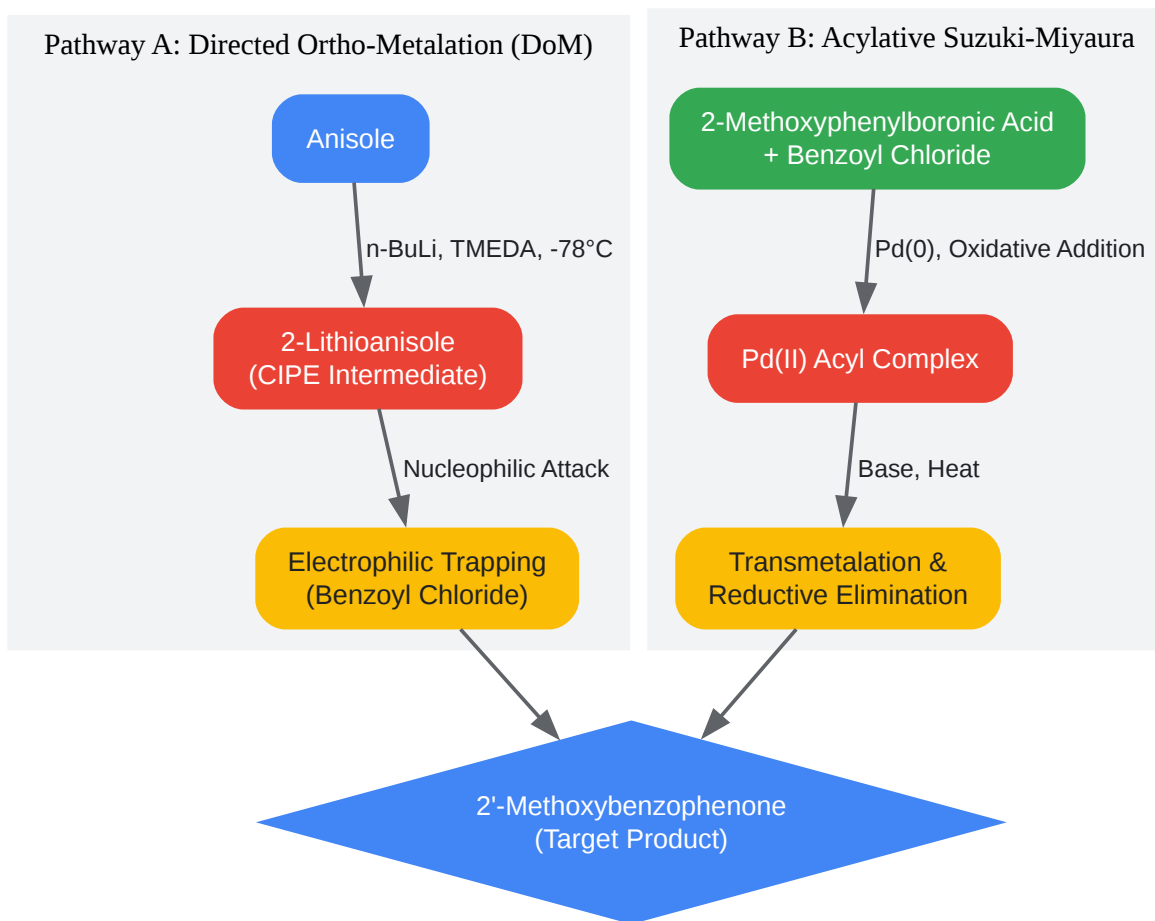 Pathway A: Directed Ortho-Metalation (DoM)
Anisole
n-BuLi, TMEDA, -78°C
2-Lithioanisole
(CIPE Intermediate)
Nucleophilic Attack
Electrophilic Trapping
(Benzoyl Chloride)
Pathway B: Acylative Suzuki-Miyaura
2-Methoxyphenylboronic Acid
+ Benzoyl Chloride
Pd(0), Oxidative Addition
Pd(II) Acyl Complex
Base, Heat
Transmetalation &
Reductive Elimination
2'-Methoxybenzophenone
(Target Product)